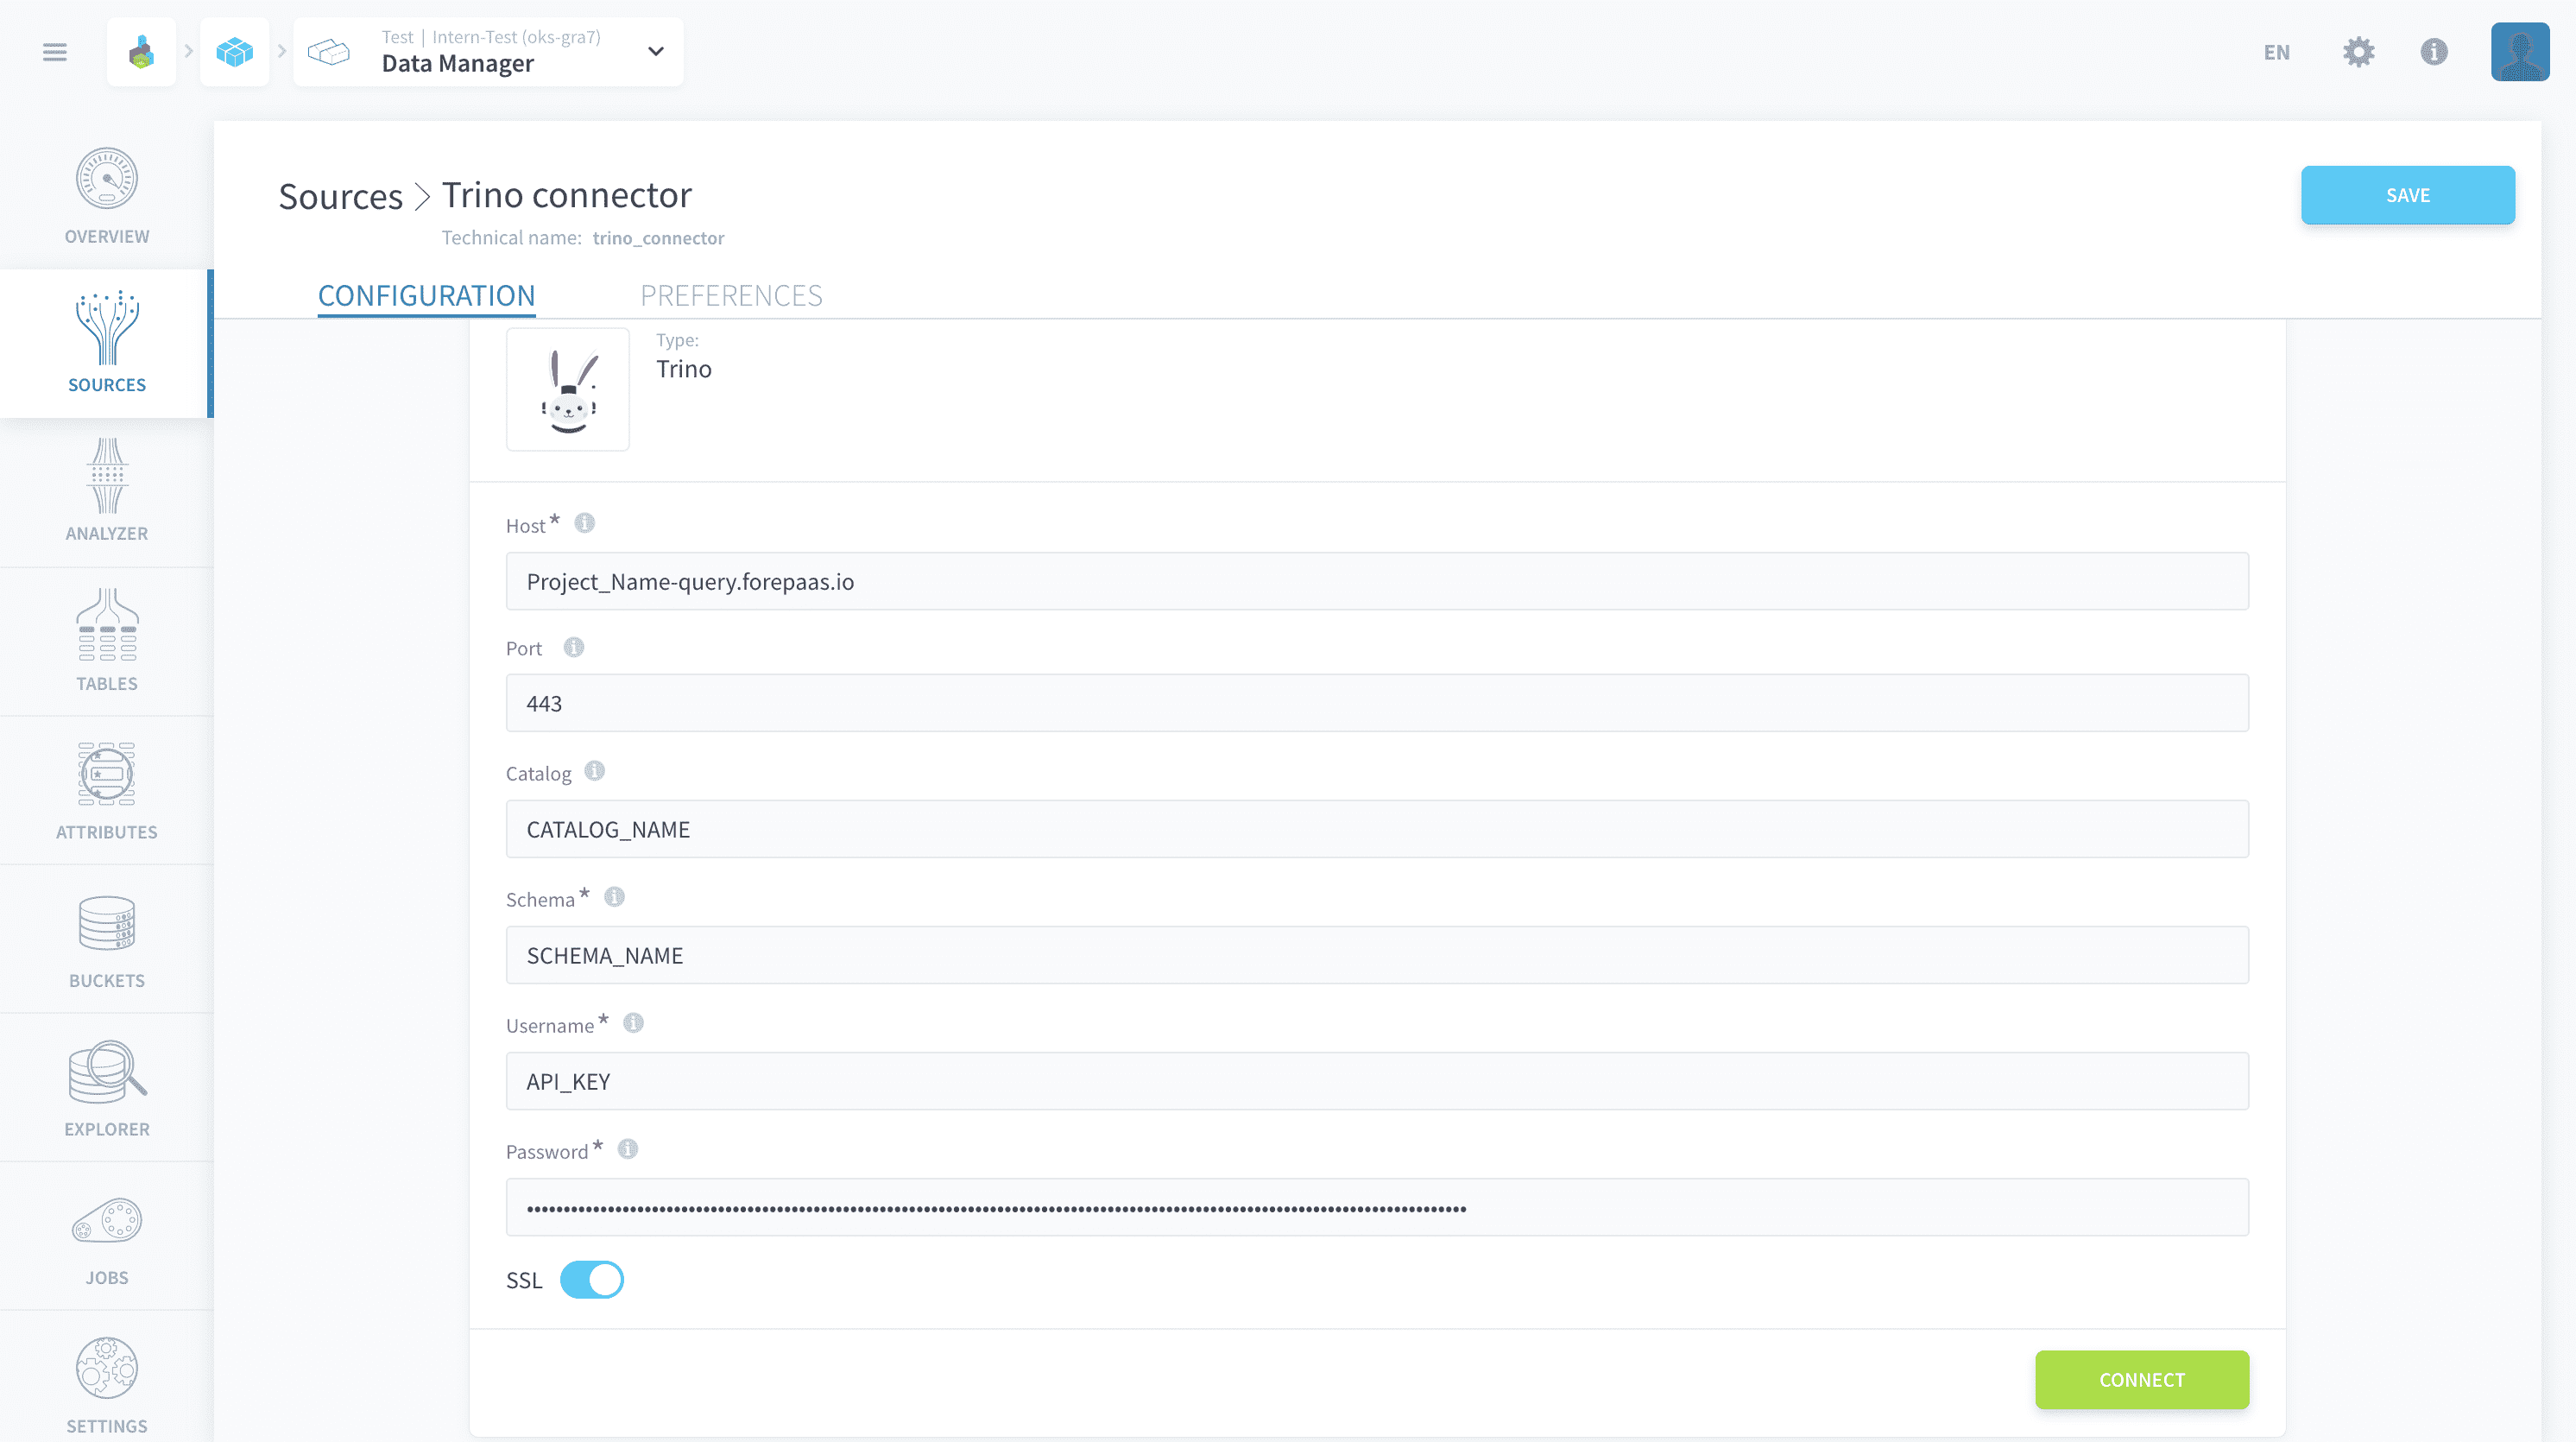 Test | Intern-Test (oks-gra7)
Data Manager
EN
OVERVIEW
SOURCES
ANALYZER
TABLES
ATTRIBUTES
BUCKETS
EXPLORER
JOBS
SETTINGS
Sources > Trino connector
Technical name: trino_connector
SAVE
CONFIGURATION
PREFERENCES
Type:
Trino
Host *
Project_Name-query.forepaas.io
Port
443
Catalog
CATALOG_NAME
Schema *
SCHEMA_NAME
Username *
API_KEY
Password *
SSL
CONNECT